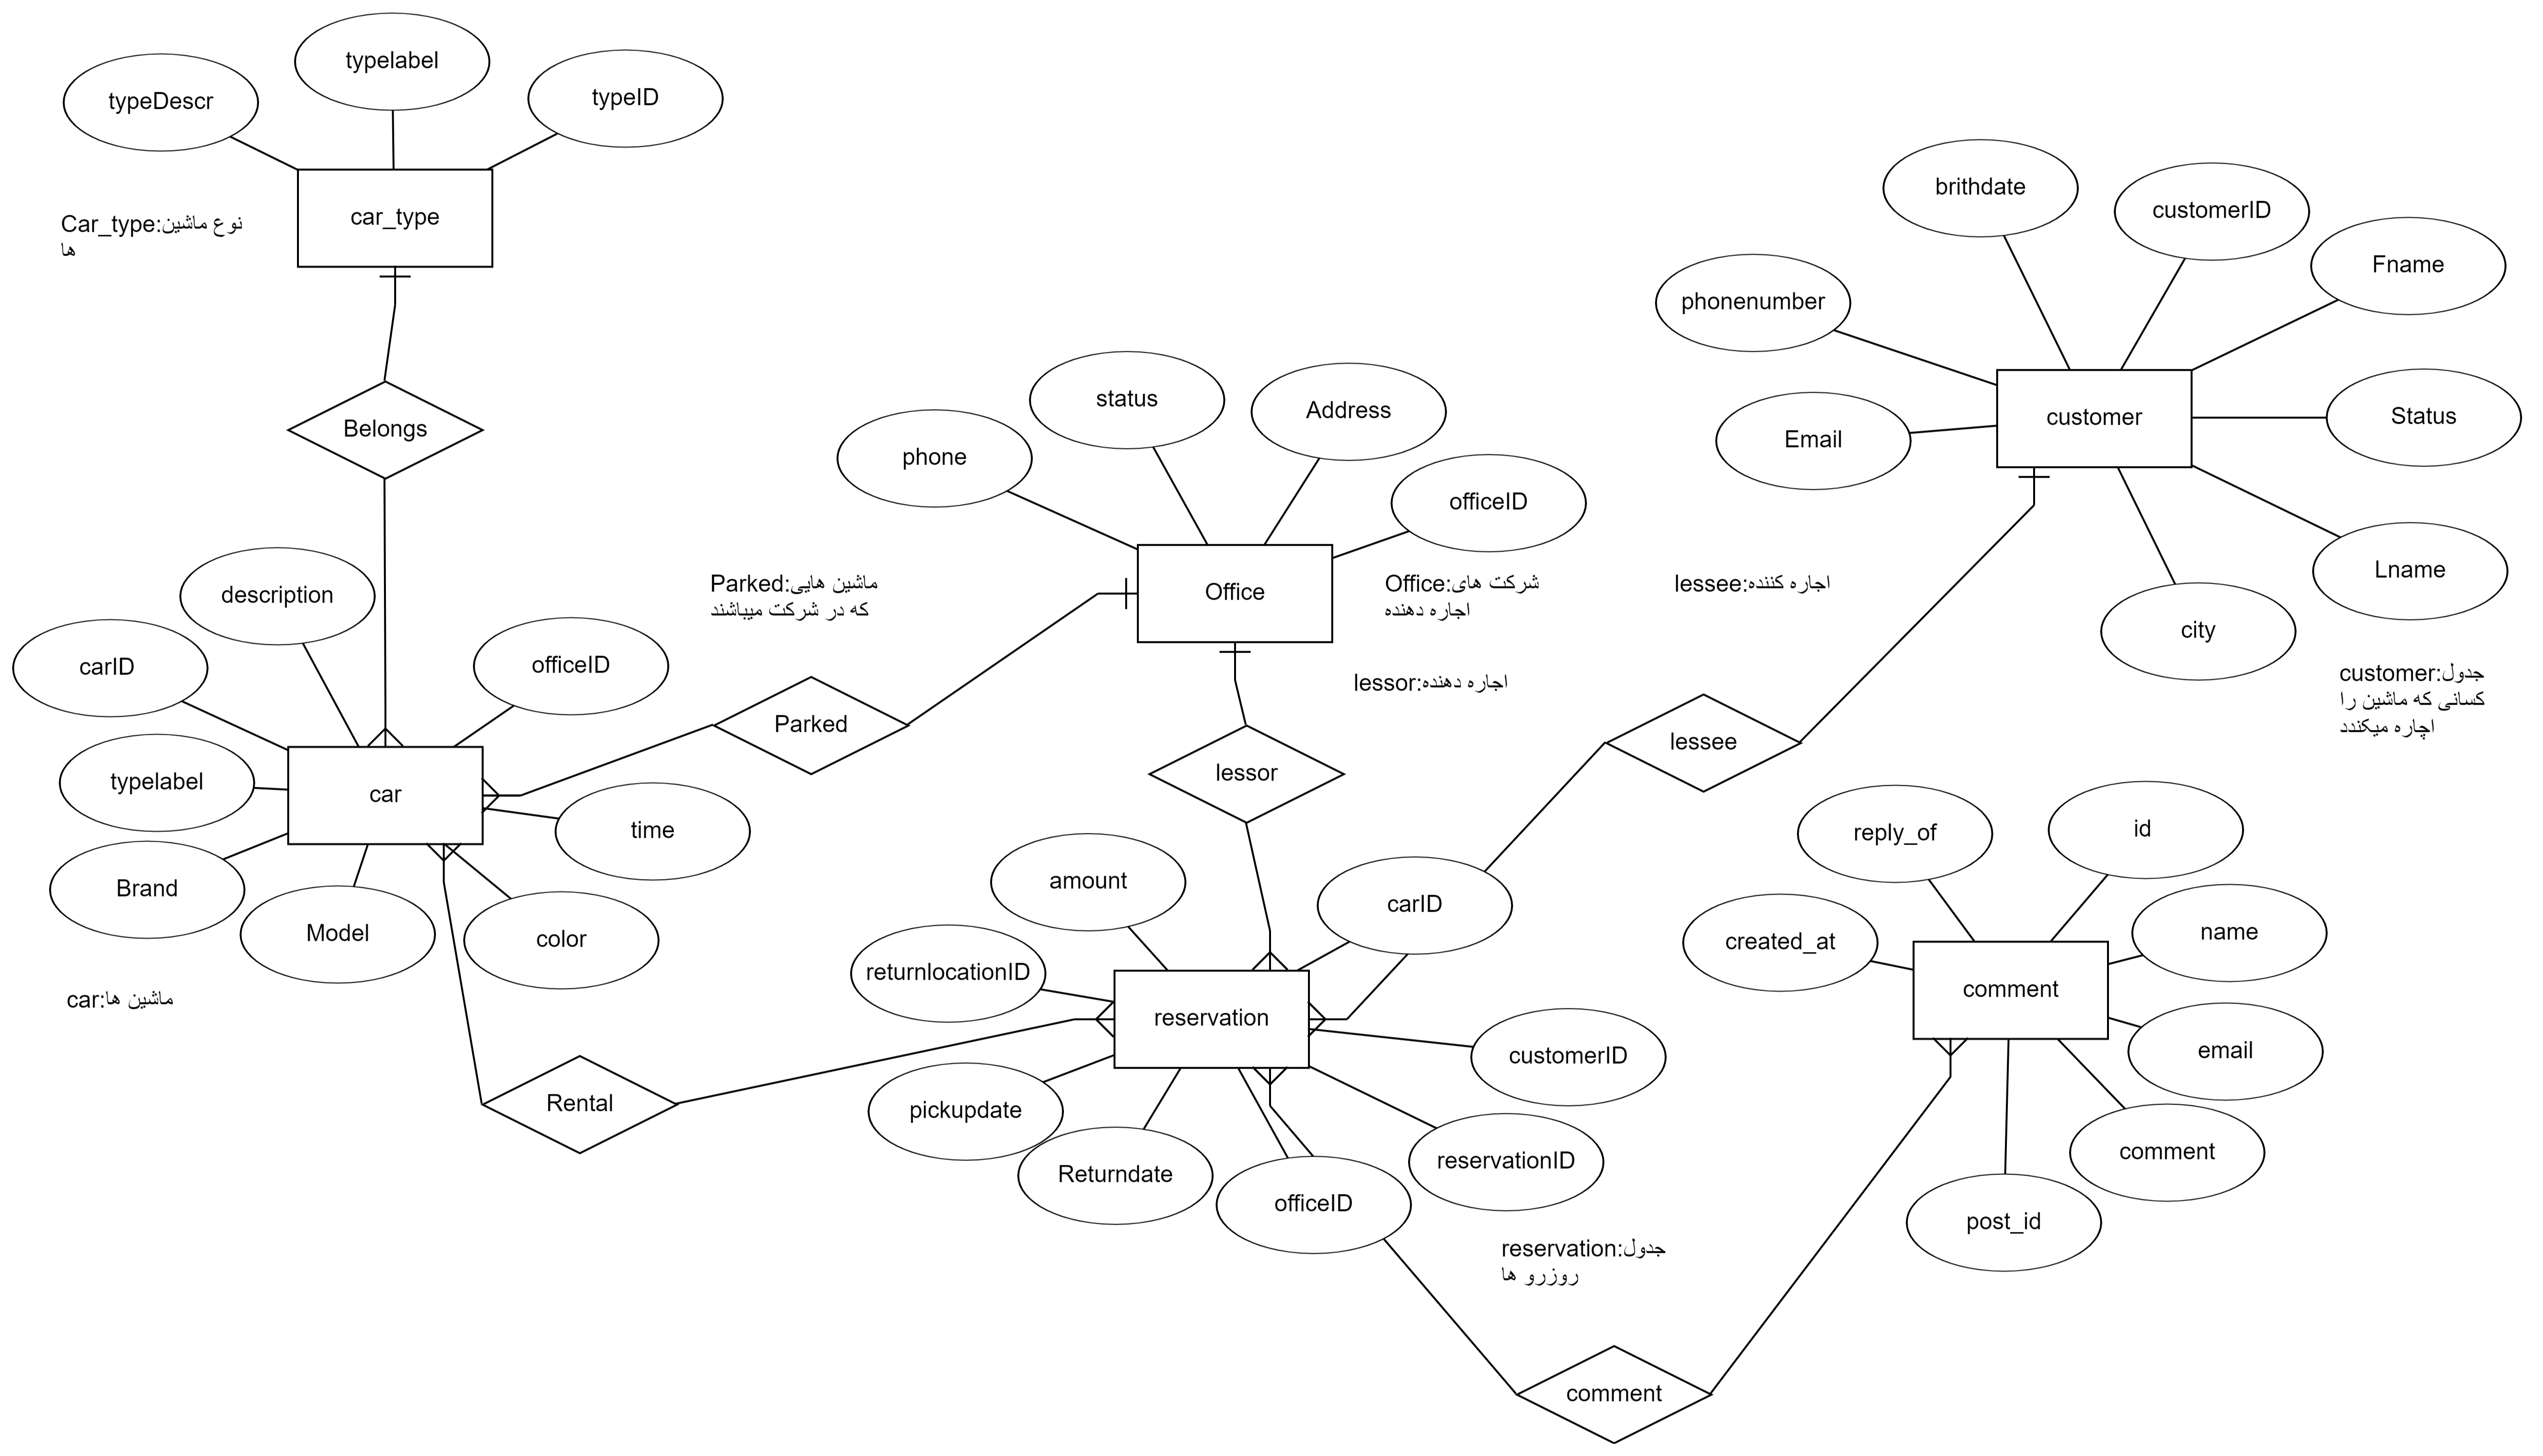 typelabel
typeDescr
typeID
car_type
Car_type:نوع ماشین
ها
Belongs
brithdate
customerID
Fname
phonenumber
customer
Status
Email
Lname
city
customer:جدول
کسانی که ماشین را
اچاره میکندد
status
Address
phone
officeID
Office
Office:شرکت های
اجاره دهنده
Parked:ماشین هایی
که در شرکت میباشند
lessee:اجاره کننده
lessor:اجاره دهنده
description
carID
officeID
typelabel
car
time
Brand
Model
color
car:ماشین ها
Parked
lessor
lessee
Rental
amount
carID
returnlocationID
reservation
customerID
pickupdate
Returndate
officeID
reservationID
reservation:جدول
روزرو ها
reply_of
id
created_at
name
comment
email
comment
post_id
comment